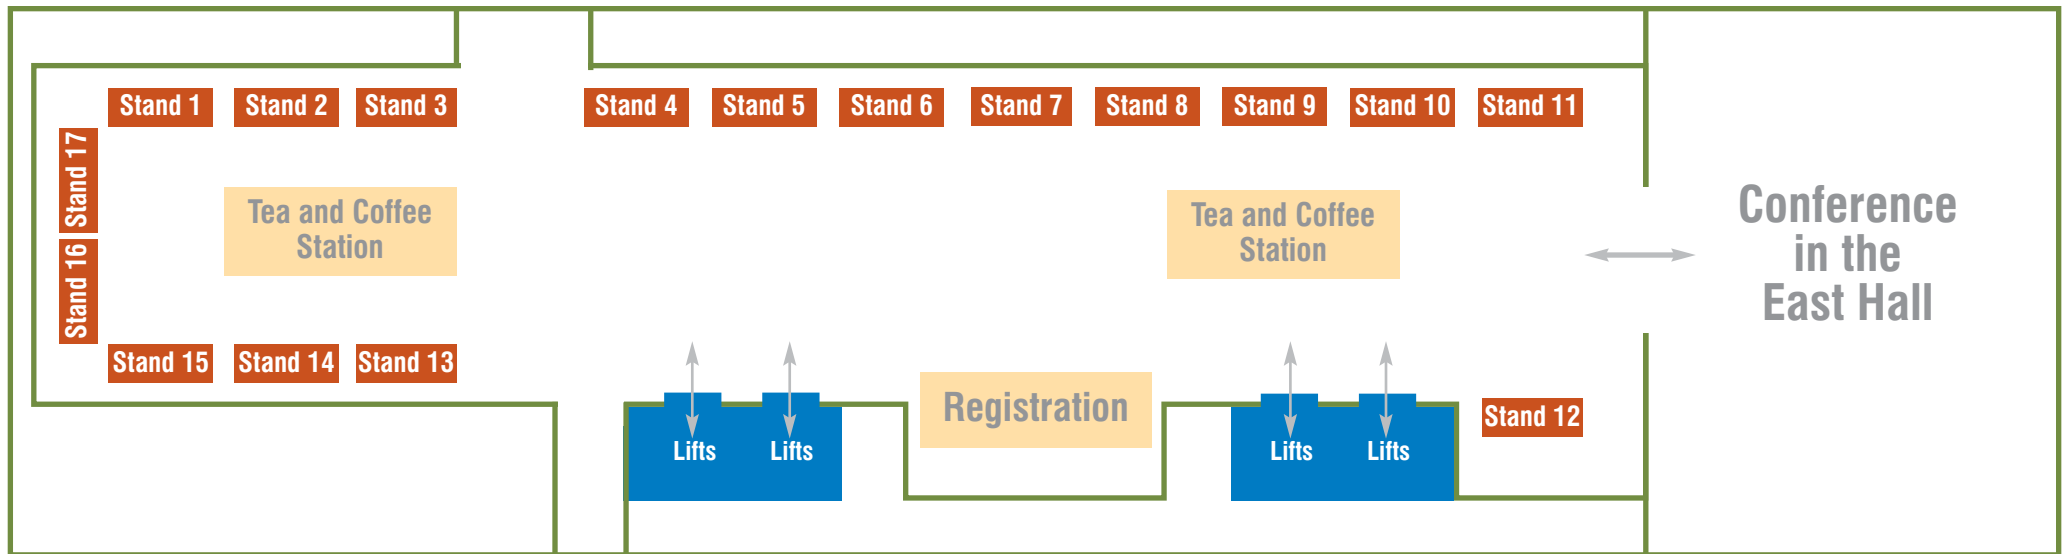 Stand 1
Stand 2
Stand 3
Stand 4
Stand 5
Stand 6
Stand 7
Stand 8
Stand 9
Stand 10
Stand 11
Stand 17
Stand 16
Tea and Coffee
Station
Tea and Coffee
Station
Conference
in the
East Hall
Stand 15
Stand 14
Stand 13
Registration
Stand 12
Lifts
Lifts
Lifts
Lifts